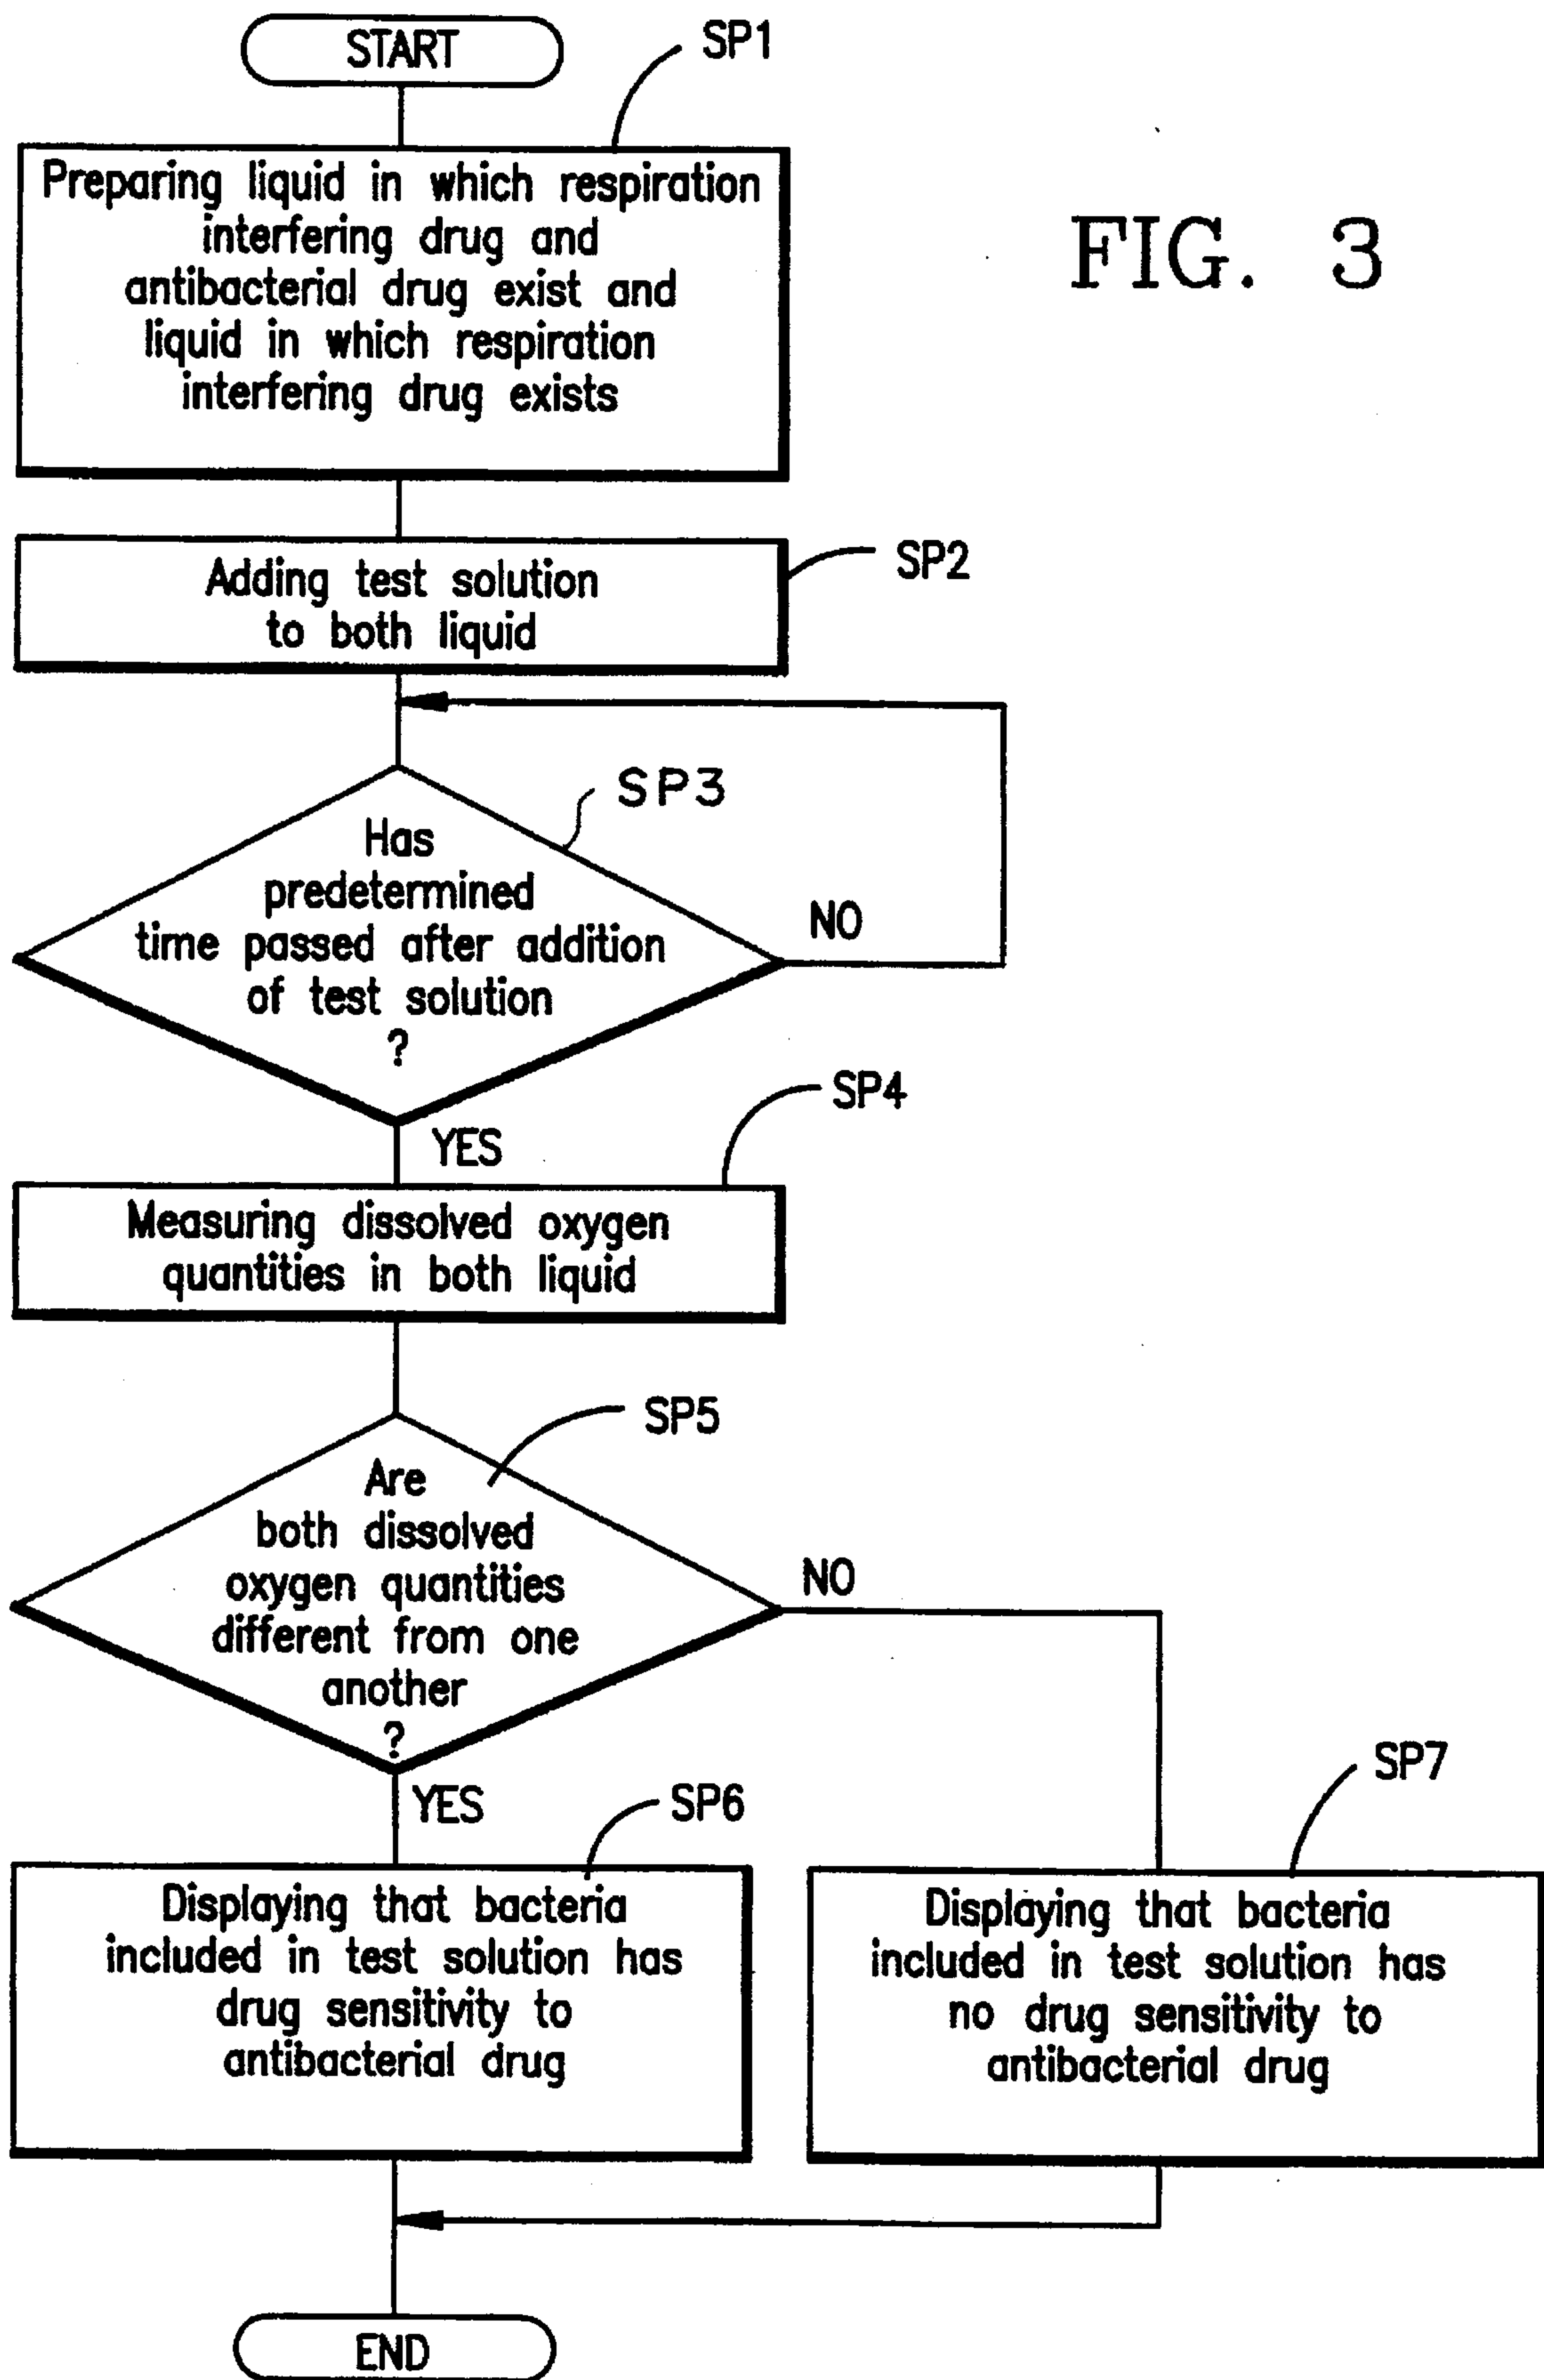 START
SP1
FIG. 3
Preparing liquid in which respiration
interfering drug and
antibacterial drug exist and
liquid in which respiration
interfering drug exists
SP2
Adding test solution
to both liquid
SP3
Has
predetermined
time passed after addition
of test solution
?
NO
YES
SP4
Measuring dissolved oxygen
quantities in both liquid
SP5
Are
both dissolved
oxygen quantities
different from one
another
?
NO
YES
SP6
Displaying that bacteria
included in test solution has
drug sensitivity to
antibacterial drug
SP7
Displaying that bacteria
included in test solution has
no drug sensitivity to
antibacterial drug
END